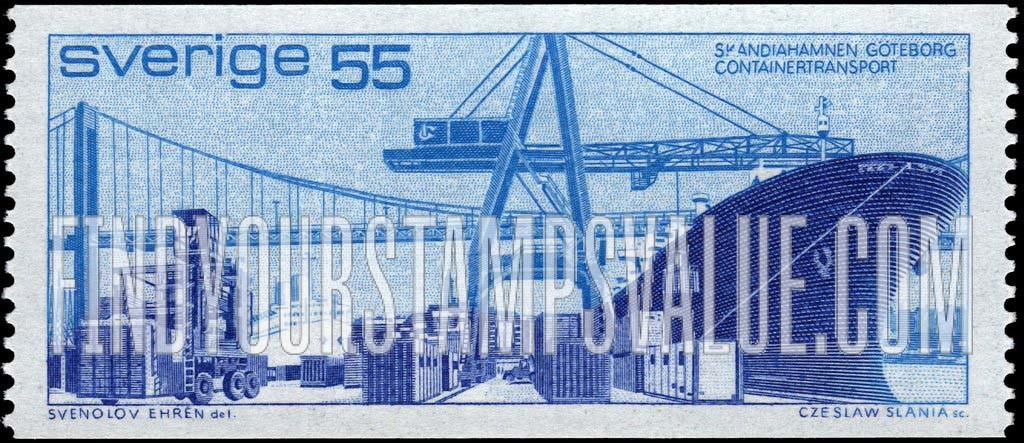 sverige 55
SKANDIAHAMNEN GÖTEBORG
CONTAINERTRANSPORT
FINDYOURSTAMPSVALUE.COM
SVENOLOV EHRÉN del.
CZESLAW SLANIA sc.